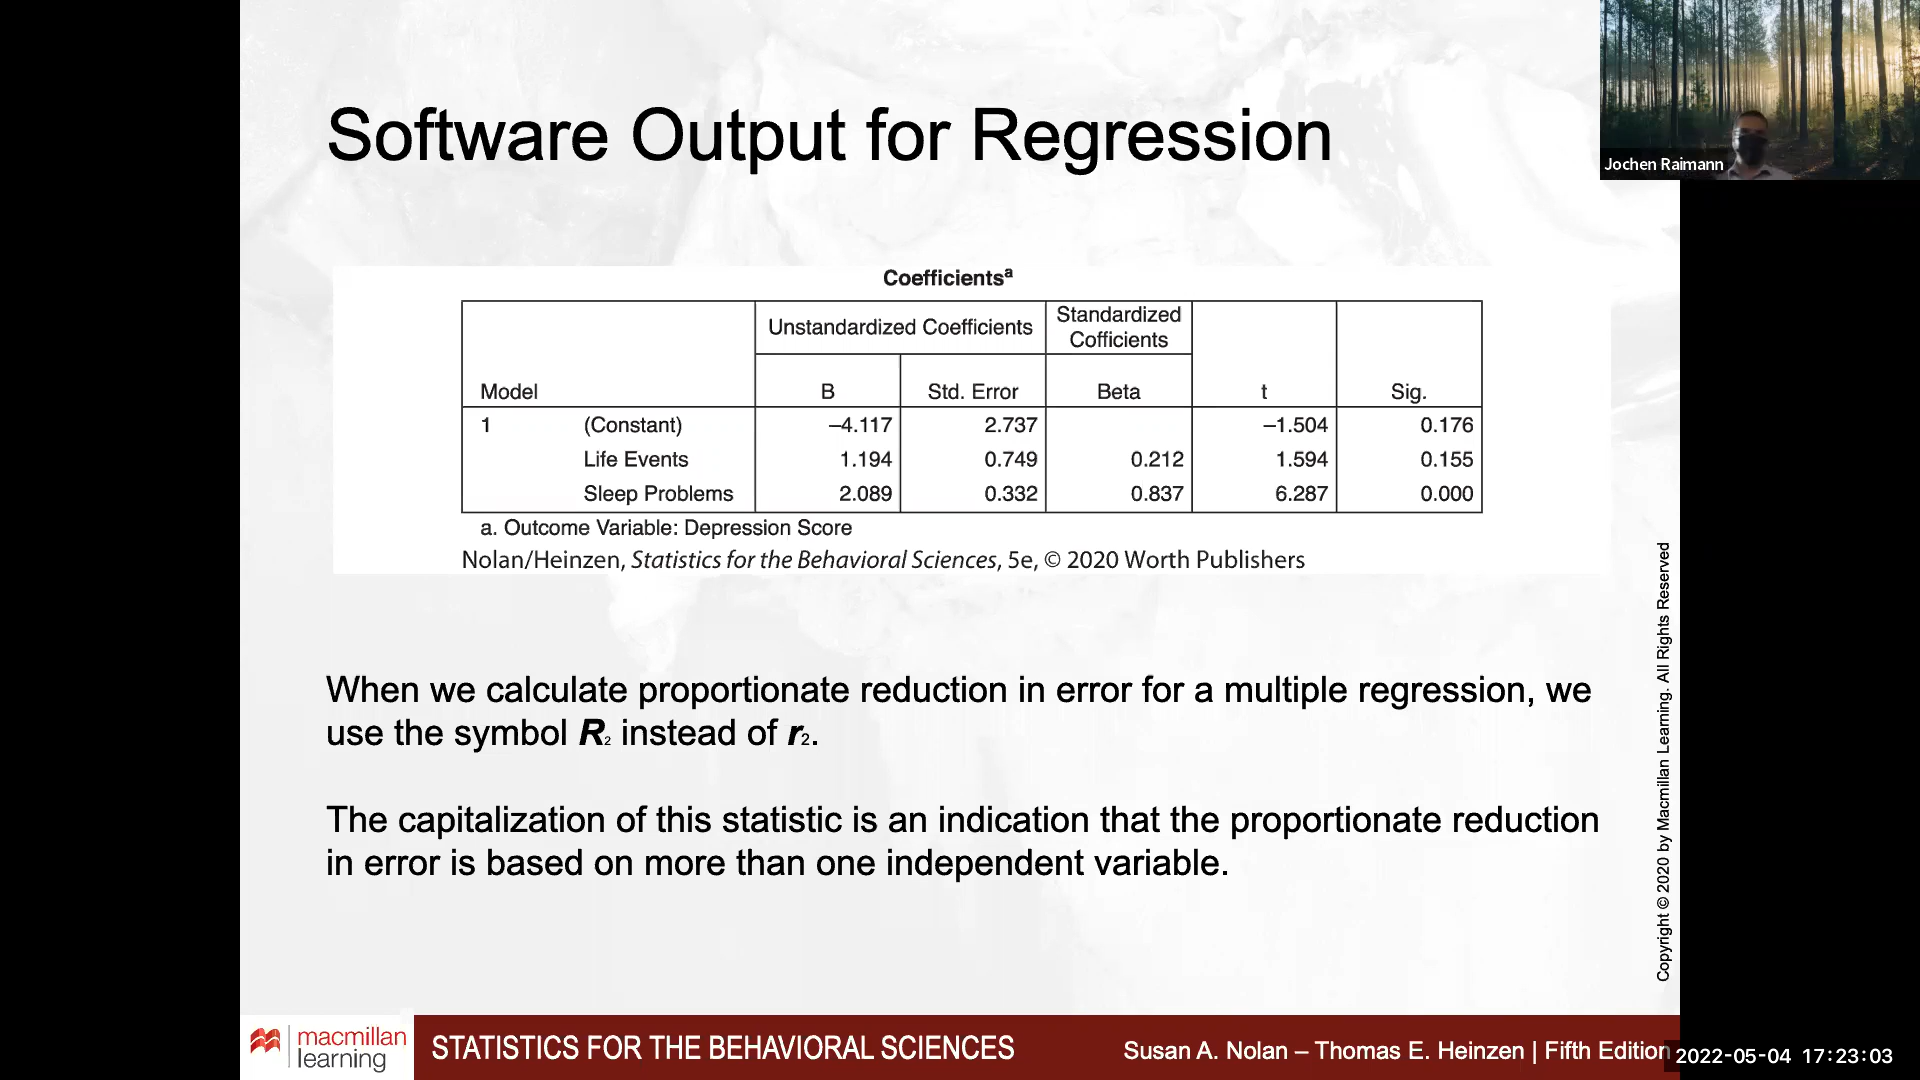 Software Output for Regression
Jochen Raimann
Coefficientsᵃ
Unstandardized Coefficients
Standardized
Cofficients
Model B Std. Error Beta t Sig.
1 (Constant) –4.117 2.737 –1.504 0.176
Life Events 1.194 0.749 0.212 1.594 0.155
Sleep Problems 2.089 0.332 0.837 6.287 0.000
a. Outcome Variable: Depression Score
Nolan/Heinzen, Statistics for the Behavioral Sciences, 5e, © 2020 Worth Publishers
When we calculate proportionate reduction in error for a multiple regression, we
use the symbol R₂ instead of r₂.
The capitalization of this statistic is an indication that the proportionate reduction
in error is based on more than one independent variable.
Copyright © 2020 by Macmillan Learning. All Rights Reserved
macmillan
learning
STATISTICS FOR THE BEHAVIORAL SCIENCES
Susan A. Nolan – Thomas E. Heinzen | Fifth Edition
2022-05-04 17:23:03